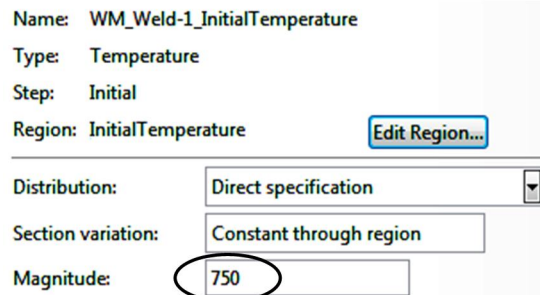 Name: WM_Weld-1_InitialTemperature
Type: Temperature
Step: Initial
Region: InitialTemperature Edit Region...
Distribution: Direct specification
Section variation: Constant through region
Magnitude: 750